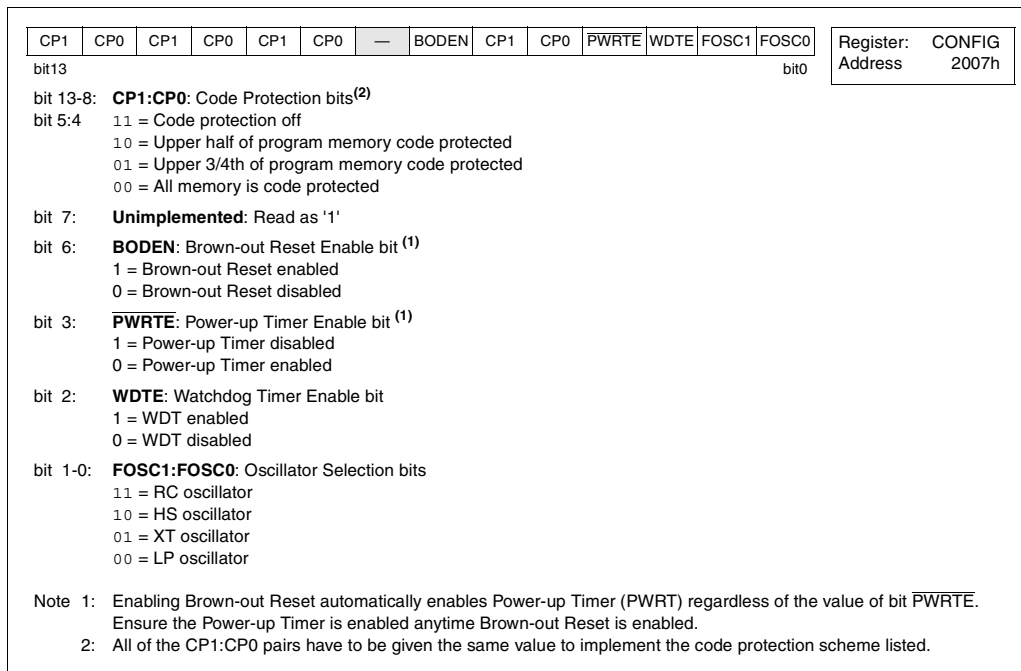 CP1 CP0 CP1 CP0 CP1 CP0 — BODEN CP1 CP0 PWRTE WDTE FOSC1 FOSC0
bit13 bit0
Register: CONFIG
Address 2007h
bit 13-8: CP1:CP0: Code Protection bits(2)
bit 5:4 11 = Code protection off
10 = Upper half of program memory code protected
01 = Upper 3/4th of program memory code protected
00 = All memory is code protected
bit 7: Unimplemented: Read as '1'
bit 6: BODEN: Brown-out Reset Enable bit (1)
1 = Brown-out Reset enabled
0 = Brown-out Reset disabled
bit 3: PWRTE: Power-up Timer Enable bit (1)
1 = Power-up Timer disabled
0 = Power-up Timer enabled
bit 2: WDTE: Watchdog Timer Enable bit
1 = WDT enabled
0 = WDT disabled
bit 1-0: FOSC1:FOSC0: Oscillator Selection bits
11 = RC oscillator
10 = HS oscillator
01 = XT oscillator
00 = LP oscillator
Note 1: Enabling Brown-out Reset automatically enables Power-up Timer (PWRT) regardless of the value of bit PWRTE.
Ensure the Power-up Timer is enabled anytime Brown-out Reset is enabled.
2: All of the CP1:CP0 pairs have to be given the same value to implement the code protection scheme listed.